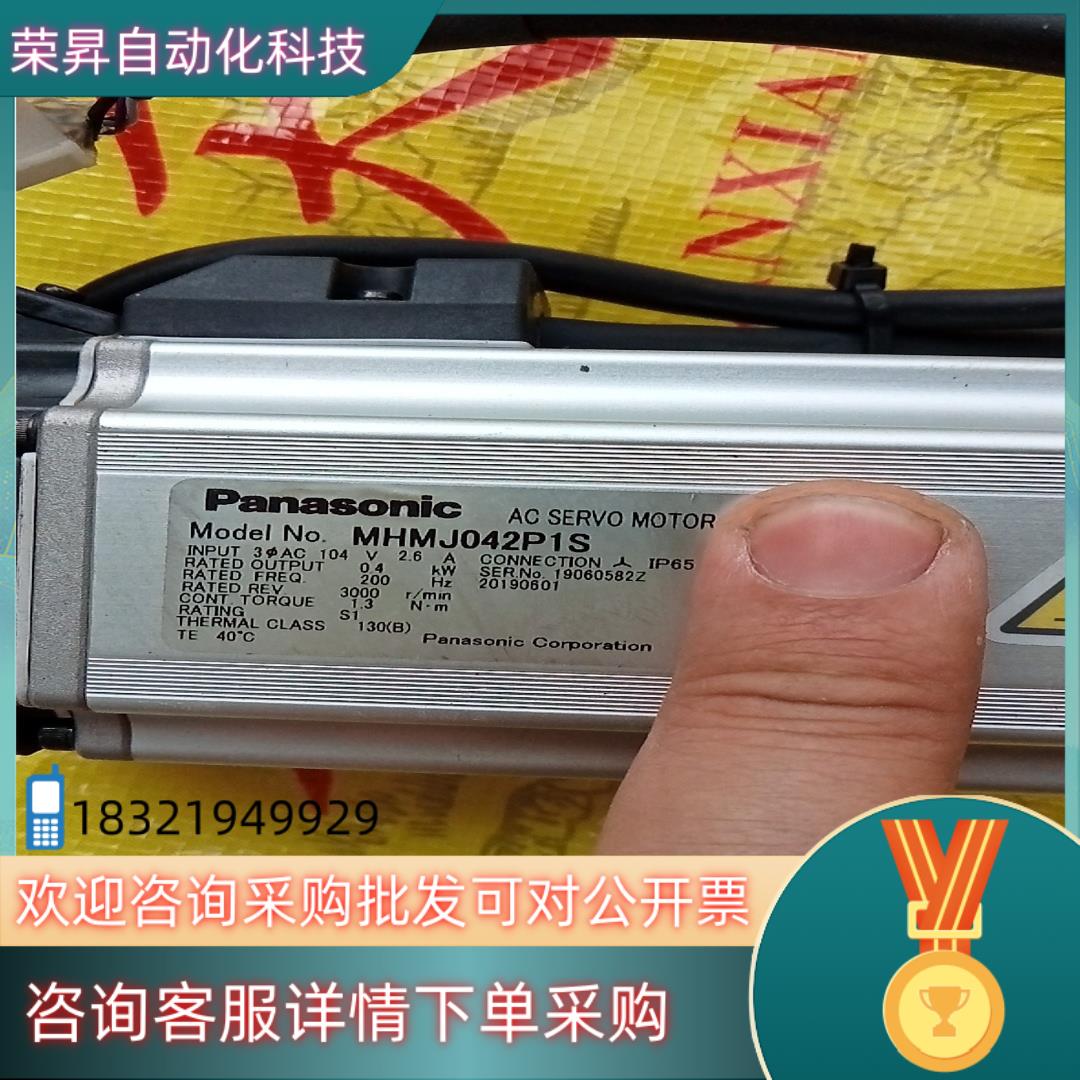 荣昇自动化科技
NXIA
Panasonic
AC SERVO MOTOR
Model No. MHMJ042P1S
INPUT 3φAC 104 V 2.6 A
CONNECTION 人 IP65
RATED OUTPUT 0.4 kW
SER.No. 19060582Z
RATED FREQ. 200 Hz
20190601
RATED REV 3000 r/min
CONT. TORQUE 1.3 N·m
RATING S1
THERMAL CLASS 130(B)
TE 40°C
Panasonic Corporation
18321949929
欢迎咨询采购批发可对公开票
咨询客服详情下单采购